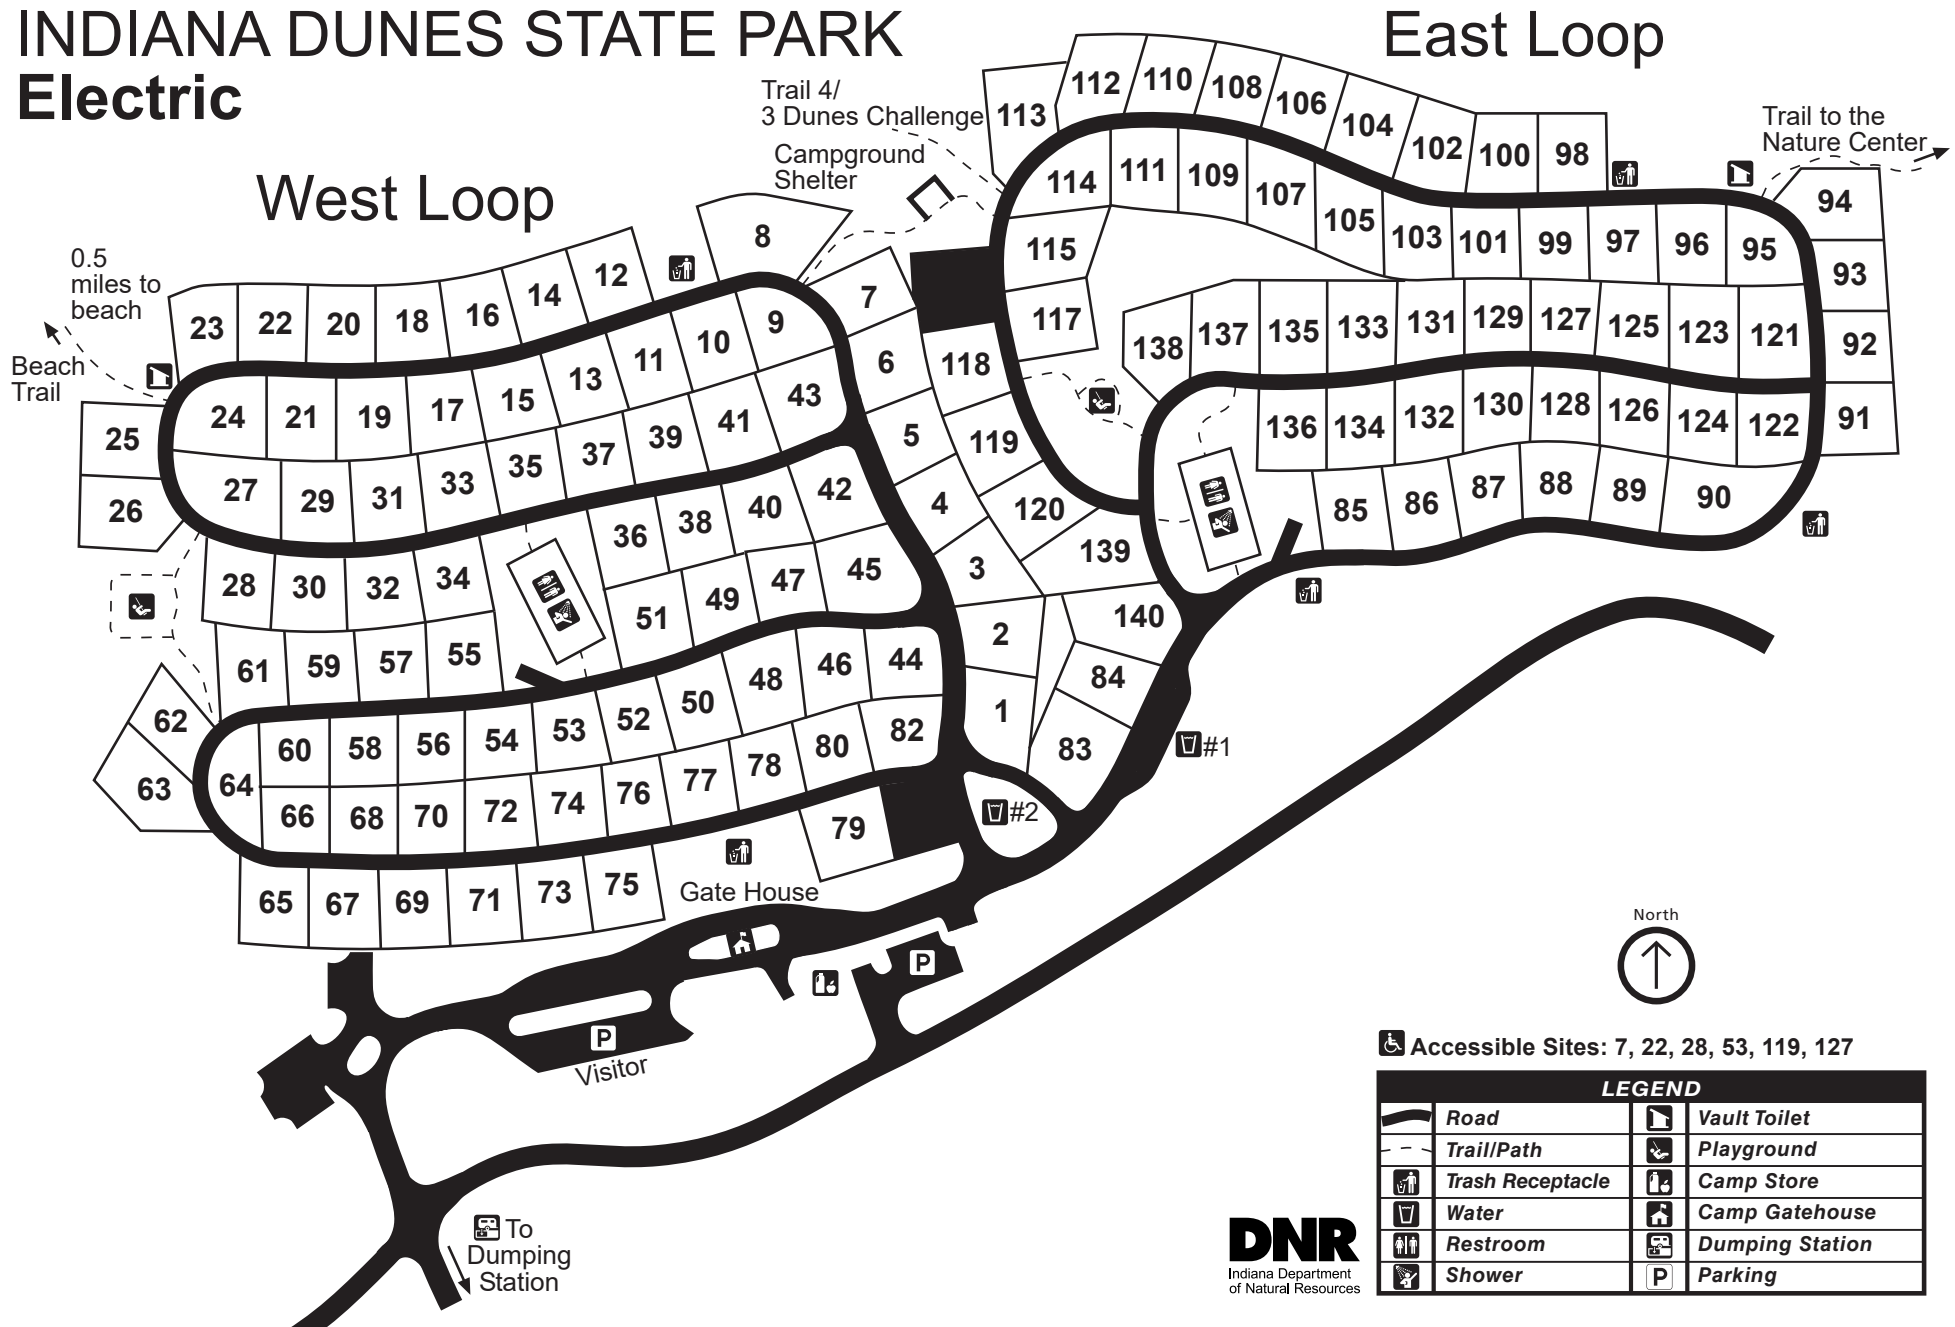 INDIANA DUNES STATE PARK
Electric
East Loop
West Loop
Trail 4/
3 Dunes Challenge
Campground
Shelter
Trail to the
Nature Center
0.5
miles to
beach
Beach
Trail
113 112 110 108 106 104 102 100 98
114 111 109 107 105 103 101 99 97 96 95
94
93
92
91
115
117
118
119
120
139
140
84
83
138 137 135 133 131 129 127 125 123 121
136 134 132 130 128 126 124 122
85 86 87 88 89 90
8
23 22 20 18 16 14 12
24 21 19 17 15 13 11 10 9
7
6
5
4
3
2
1
25
26
27 29 31 33 35 37 39 41 43
28 30 32 34
36 38 40 42
51 49 47 45
61 59 57 55
62
63
64
60 58 56 54 53 52 50 48 46 44
66 68 70 72 74 76 77 78 80 82
65 67 69 71 73 75
79
#1
#2
Gate House
P
P
Visitor
To
Dumping
Station
North
Accessible Sites: 7, 22, 28, 53, 119, 127
LEGEND
Road
Vault Toilet
Trail/Path
Playground
Trash Receptacle
Camp Store
Water
Camp Gatehouse
Restroom
Dumping Station
Shower
P Parking
DNR
Indiana Department
of Natural Resources